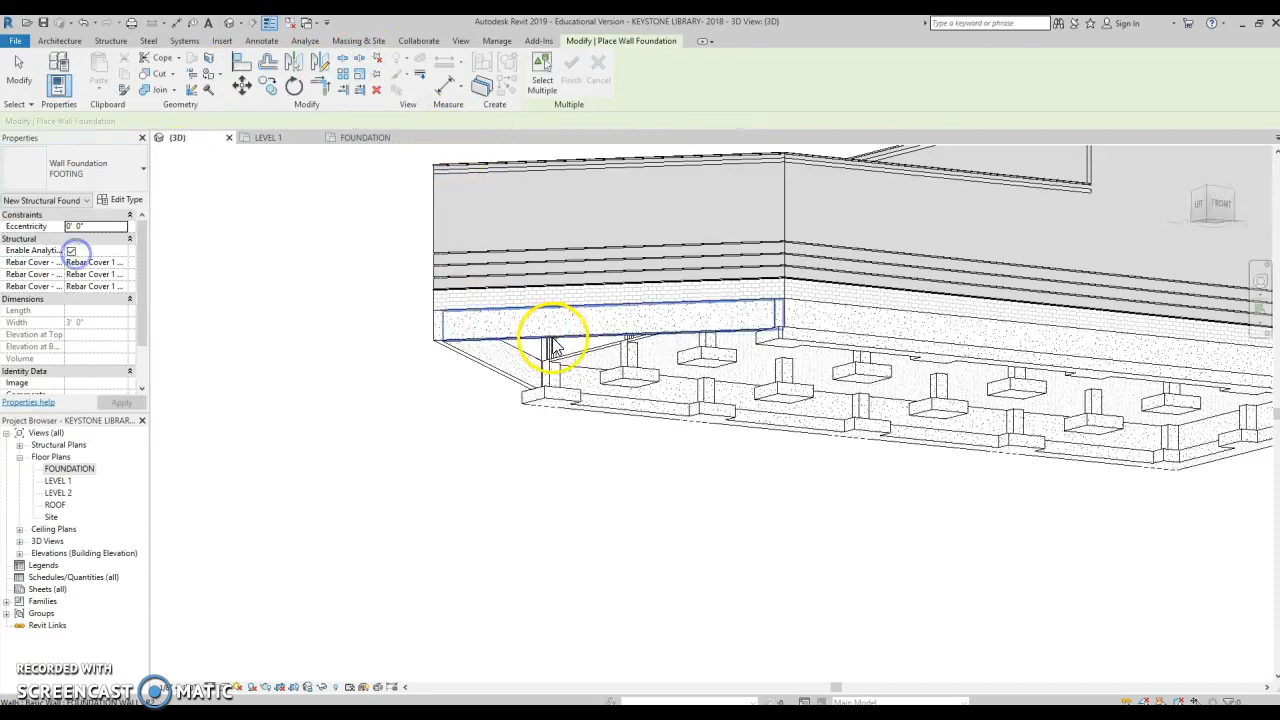 Autodesk Revit 2019 - Educational Version - KEYSTONE LIBRARY- 2018 - 3D View: {3D}
Type a keyword or phrase
Sign In
File Architecture Structure Steel Systems Insert Annotate Analyze Massing & Site Collaborate View Manage Add-Ins Modify | Place Wall Foundation
Modify
Paste
Cope
Cut
Join
Select Multiple
Finish
Cancel
Select
Properties
Clipboard
Geometry
Modify
View
Measure
Create
Multiple
Modify | Place Wall Foundation
Properties
{3D}
LEVEL 1
FOUNDATION
Wall Foundation
FOOTING
New Structural Found
Edit Type
Constraints
Eccentricity 0' 0"
Structural
Enable Analyti...
Rebar Cover - ... Rebar Cover 1 ...
Rebar Cover - ... Rebar Cover 1 ...
Rebar Cover - ... Rebar Cover 1 ...
Dimensions
Length
Width 3' 0"
Elevation at Top
Elevation at B...
Volume
Identity Data
Image
Properties help
Apply
Project Browser - KEYSTONE LIBRAR...
Views (all)
Structural Plans
Floor Plans
FOUNDATION
LEVEL 1
LEVEL 2
ROOF
Site
Ceiling Plans
3D Views
Elevations (Building Elevation)
Legends
Schedules/Quantities (all)
Sheets (all)
Families
Groups
Revit Links
FRONT
RECORDED WITH
SCREENCAST MATIC
Main Model